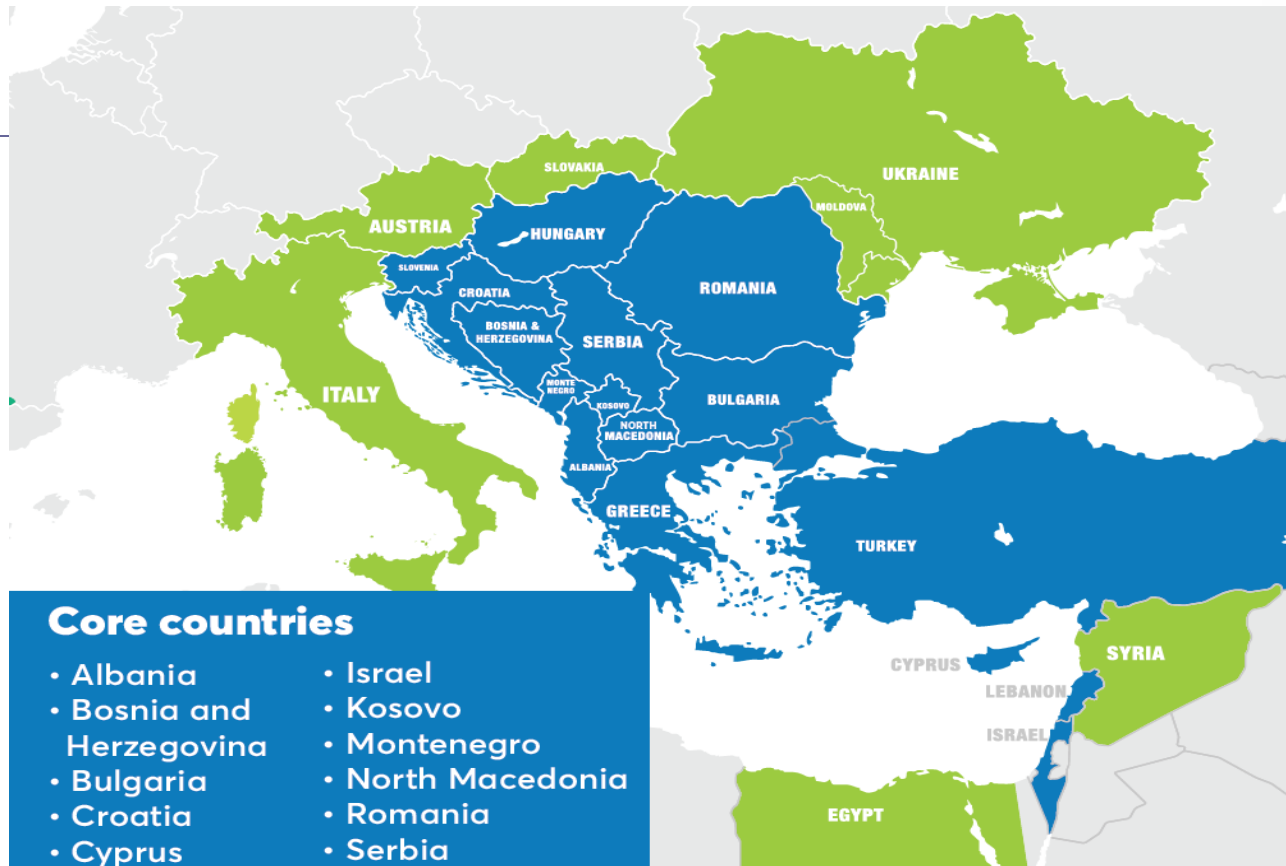 SLOVAKIA
UKRAINE
MOLDOVA
AUSTRIA
HUNGARY
SLOVENIA
ROMANIA
CROATIA
BOSNIA &
HERZEGOVINA
SERBIA
ITALY
MONTE
NEGRO
BULGARIA
KOSOVO
NORTH
MACEDONIA
ALBANIA
GREECE
TURKEY
CYPRUS
SYRIA
LEBANON
ISRAEL
EGYPT
Core countries
• Albania
• Bosnia and
Herzegovina
• Bulgaria
• Croatia
• Cyprus
• Israel
• Kosovo
• Montenegro
• North Macedonia
• Romania
• Serbia